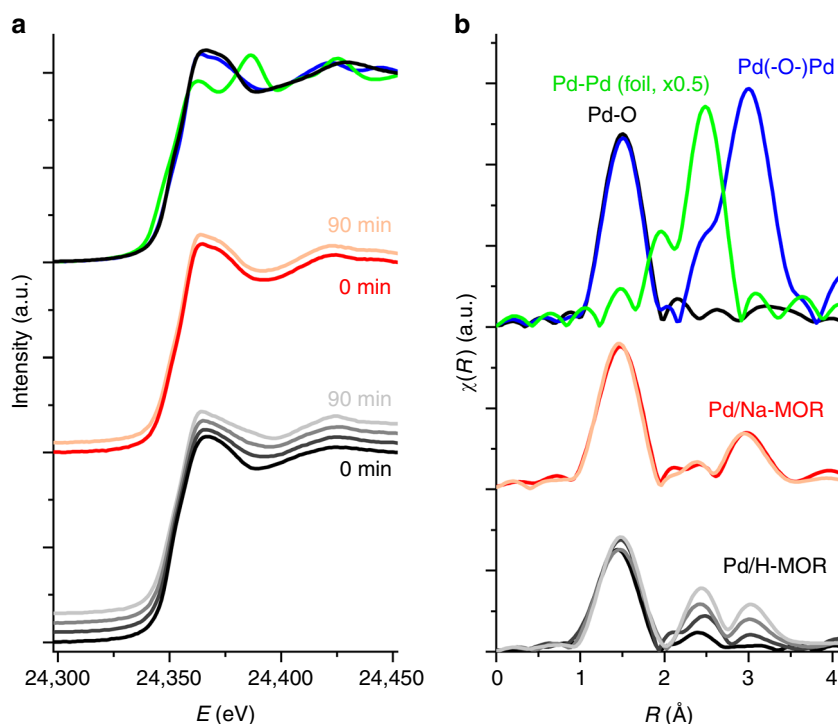 a
Intensity (a.u.)
90 min
0 min
90 min
0 min
24,300 24,350 24,400 24,450
E (eV)
b
Pd(-O-)Pd
Pd-Pd (foil, x0.5)
Pd-O
χ(R) (a.u.)
Pd/Na-MOR
Pd/H-MOR
0 1 2 3 4
R (Å)